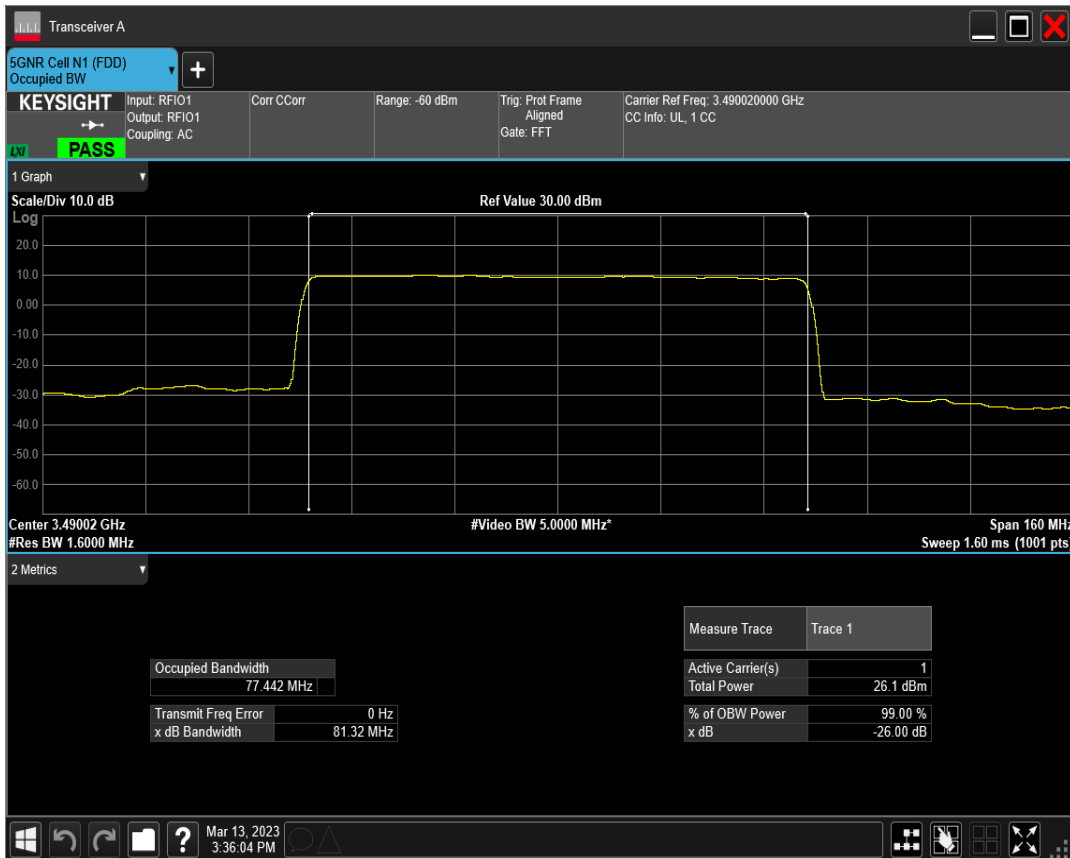 Transceiver A
5GNR Cell N1 (FDD)
Occupied BW
+
KEYSIGHT
LXI
PASS
Input: RFIO1
Output: RFIO1
Coupling: AC
Corr CCorr
Range: -60 dBm
Trig: Prot Frame
Aligned
Gate: FFT
Carrier Ref Freq: 3.490020000 GHz
CC Info: UL, 1 CC
1 Graph
Scale/Div 10.0 dB
Ref Value 30.00 dBm
Log
20.0
10.0
0.00
-10.0
-20.0
-30.0
-40.0
-50.0
-60.0
Center 3.49002 GHz
#Video BW 5.0000 MHz*
Span 160 MHz
#Res BW 1.6000 MHz
Sweep 1.60 ms (1001 pts)
2 Metrics
Measure Trace Trace 1
Occupied Bandwidth
77.442 MHz
Active Carrier(s) 1
Total Power 26.1 dBm
Transmit Freq Error 0 Hz
x dB Bandwidth 81.32 MHz
% of OBW Power 99.00 %
x dB -26.00 dB
?
Mar 13, 2023
3:36:04 PM